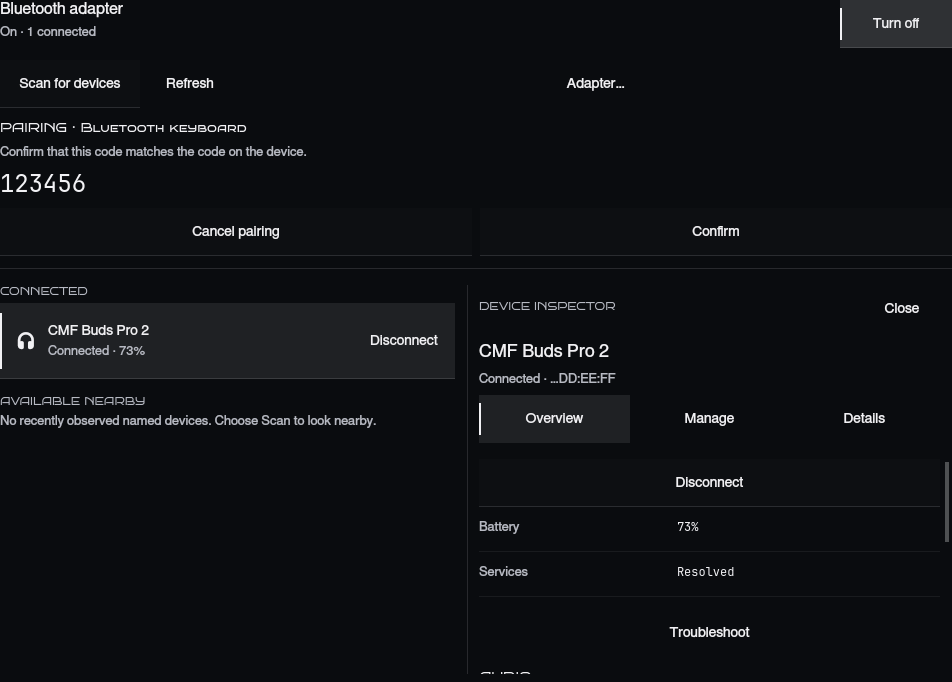 Bluetooth adapter
On · 1 connected
Turn off
Scan for devices
Refresh
Adapter...
PAIRING · BLUETOOTH KEYBOARD
Confirm that this code matches the code on the device.
123456
Cancel pairing
Confirm
CONNECTED
CMF Buds Pro 2
Connected · 73%
Disconnect
AVAILABLE NEARBY
No recently observed named devices. Choose Scan to look nearby.
DEVICE INSPECTOR
Close
CMF Buds Pro 2
Connected · ...DD:EE:FF
Overview
Manage
Details
Disconnect
Battery 73%
Services Resolved
Troubleshoot